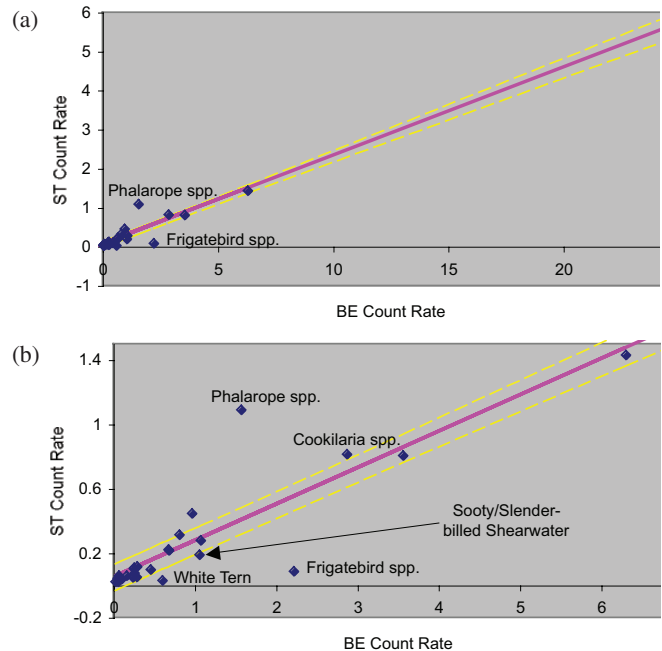 (a)
6
5
4
3
2
1
0
-1
ST Count Rate
Phalarope spp.
Frigatebird spp.
0
5
10
15
20
BE Count Rate
(b)
1.4
1
0.6
0.2
-0.2
ST Count Rate
Phalarope spp.
Cookilaria spp.
Sooty/Slender-
billed Shearwater
White Tern
Frigatebird spp.
0
1
2
3
4
5
6
BE Count Rate